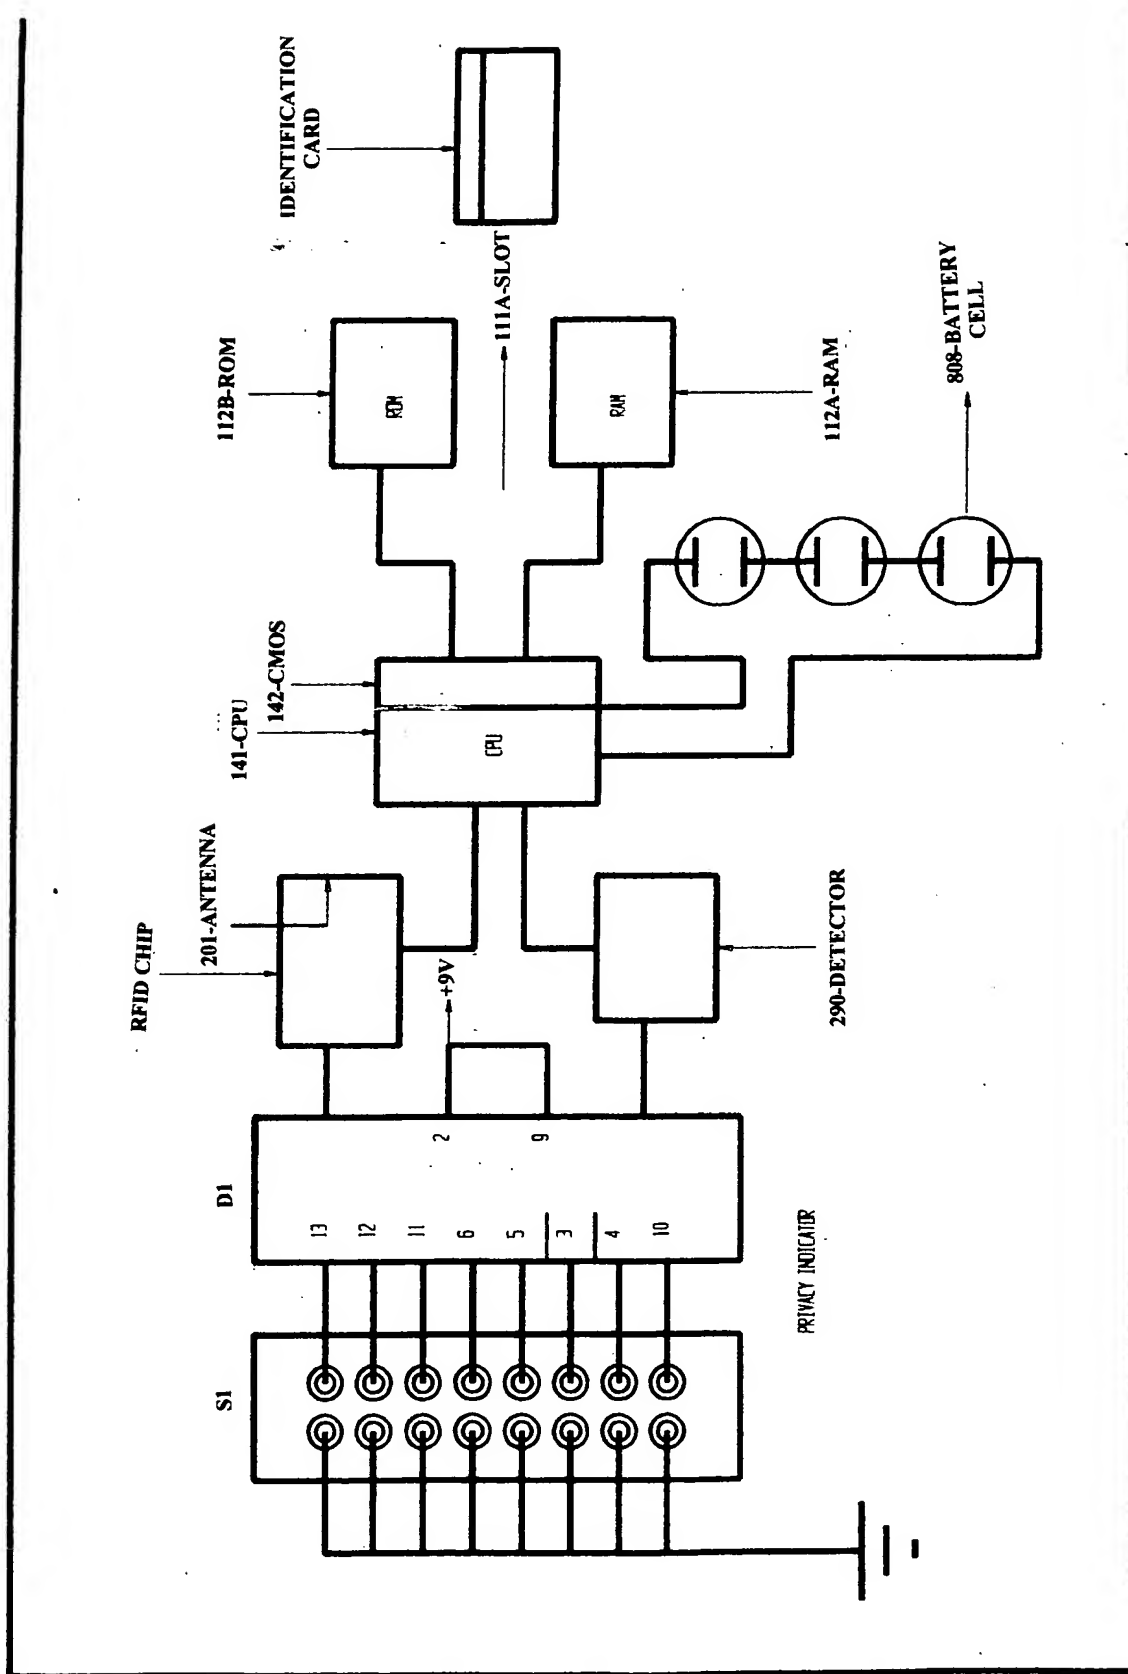 S1
D1
13
12
11
6
5
3
4
10
2
9
PRIVACY INDICATOR
+9V
RFID CHIP
201-ANTENNA
290-DETECTOR
141-CPU
142-CMOS
CPU
112B-ROM
ROM
111A-SLOT
RAM
112A-RAM
808-BATTERY
CELL
IDENTIFICATION
CARD